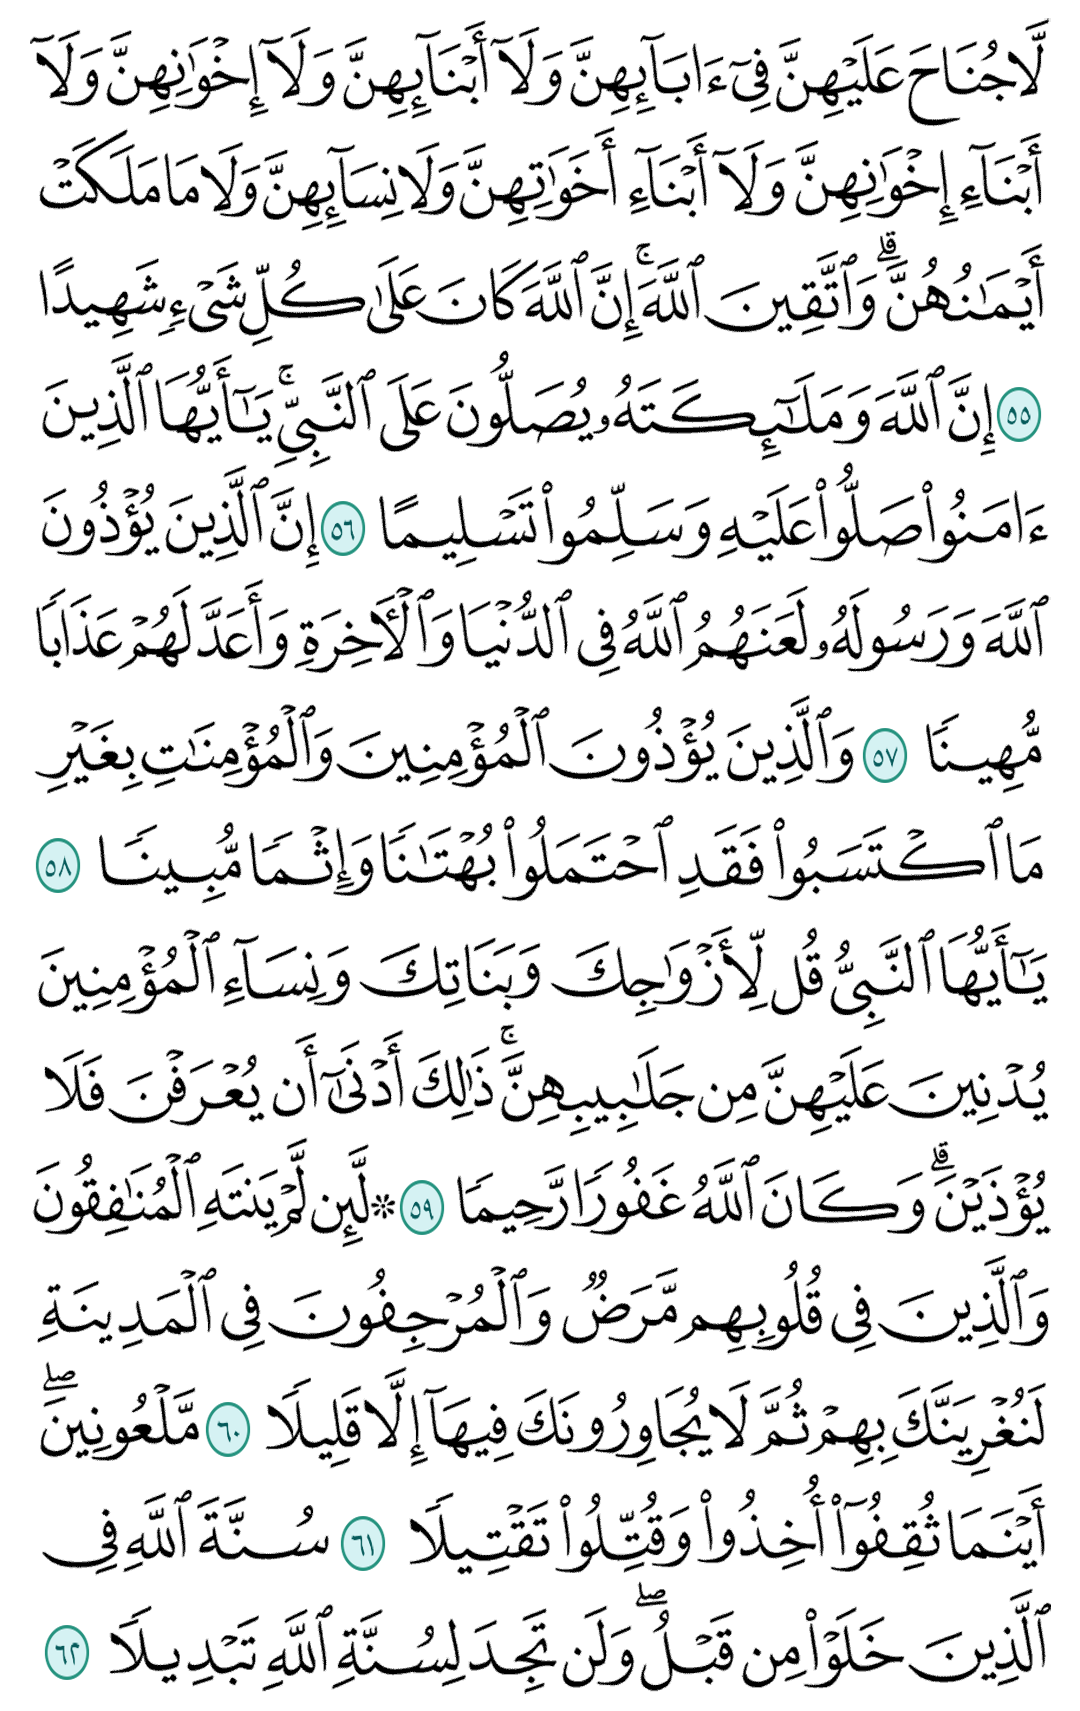 لَّا جُنَاحَ عَلَيْهِنَّ فِىٓ ءَابَآئِهِنَّ وَلَآ أَبْنَآئِهِنَّ وَلَآ إِخْوَٰنِهِنَّ وَلَآ
أَبْنَآءِ إِخْوَٰنِهِنَّ وَلَآ أَبْنَآءِ أَخَوَٰتِهِنَّ وَلَا نِسَآئِهِنَّ وَلَا مَا مَلَكَتْ
أَيْمَٰنُهُنَّ ۗ وَٱتَّقِينَ ٱللَّهَ ۚ إِنَّ ٱللَّهَ كَانَ عَلَىٰ كُلِّ شَىْءٍ شَهِيدًا
٥٥ إِنَّ ٱللَّهَ وَمَلَٰٓئِكَتَهُۥ يُصَلُّونَ عَلَى ٱلنَّبِىِّ ۚ يَٰٓأَيُّهَا ٱلَّذِينَ
ءَامَنُوا۟ صَلُّوا۟ عَلَيْهِ وَسَلِّمُوا۟ تَسْلِيمًا ٥٦ إِنَّ ٱلَّذِينَ يُؤْذُونَ
ٱللَّهَ وَرَسُولَهُۥ لَعَنَهُمُ ٱللَّهُ فِى ٱلدُّنْيَا وَٱلْأَخِرَةِ وَأَعَدَّ لَهُمْ عَذَابًا
مُّهِينًا ٥٧ وَٱلَّذِينَ يُؤْذُونَ ٱلْمُؤْمِنِينَ وَٱلْمُؤْمِنَٰتِ بِغَيْرِ
مَا ٱكْتَسَبُوا۟ فَقَدِ ٱحْتَمَلُوا۟ بُهْتَٰنًا وَإِثْمًا مُّبِينًا ٥٨
يَٰٓأَيُّهَا ٱلنَّبِىُّ قُل لِّأَزْوَٰجِكَ وَبَنَاتِكَ وَنِسَآءِ ٱلْمُؤْمِنِينَ
يُدْنِينَ عَلَيْهِنَّ مِن جَلَٰبِيبِهِنَّ ۚ ذَٰلِكَ أَدْنَىٰٓ أَن يُعْرَفْنَ فَلَا
يُؤْذَيْنَ ۗ وَكَانَ ٱللَّهُ غَفُورًا رَّحِيمًا ٥٩ ۞ لَّئِن لَّمْ يَنتَهِ ٱلْمُنَٰفِقُونَ
وَٱلَّذِينَ فِى قُلُوبِهِم مَّرَضٌ وَٱلْمُرْجِفُونَ فِى ٱلْمَدِينَةِ
لَنُغْرِيَنَّكَ بِهِمْ ثُمَّ لَا يُجَاوِرُونَكَ فِيهَآ إِلَّا قَلِيلًا ٦٠ مَّلْعُونِينَ ۖ
أَيْنَمَا ثُقِفُوٓا۟ أُخِذُوا۟ وَقُتِّلُوا۟ تَقْتِيلًا ٦١ سُنَّةَ ٱللَّهِ فِى
ٱلَّذِينَ خَلَوْا۟ مِن قَبْلُ ۖ وَلَن تَجِدَ لِسُنَّةِ ٱللَّهِ تَبْدِيلًا ٦٢